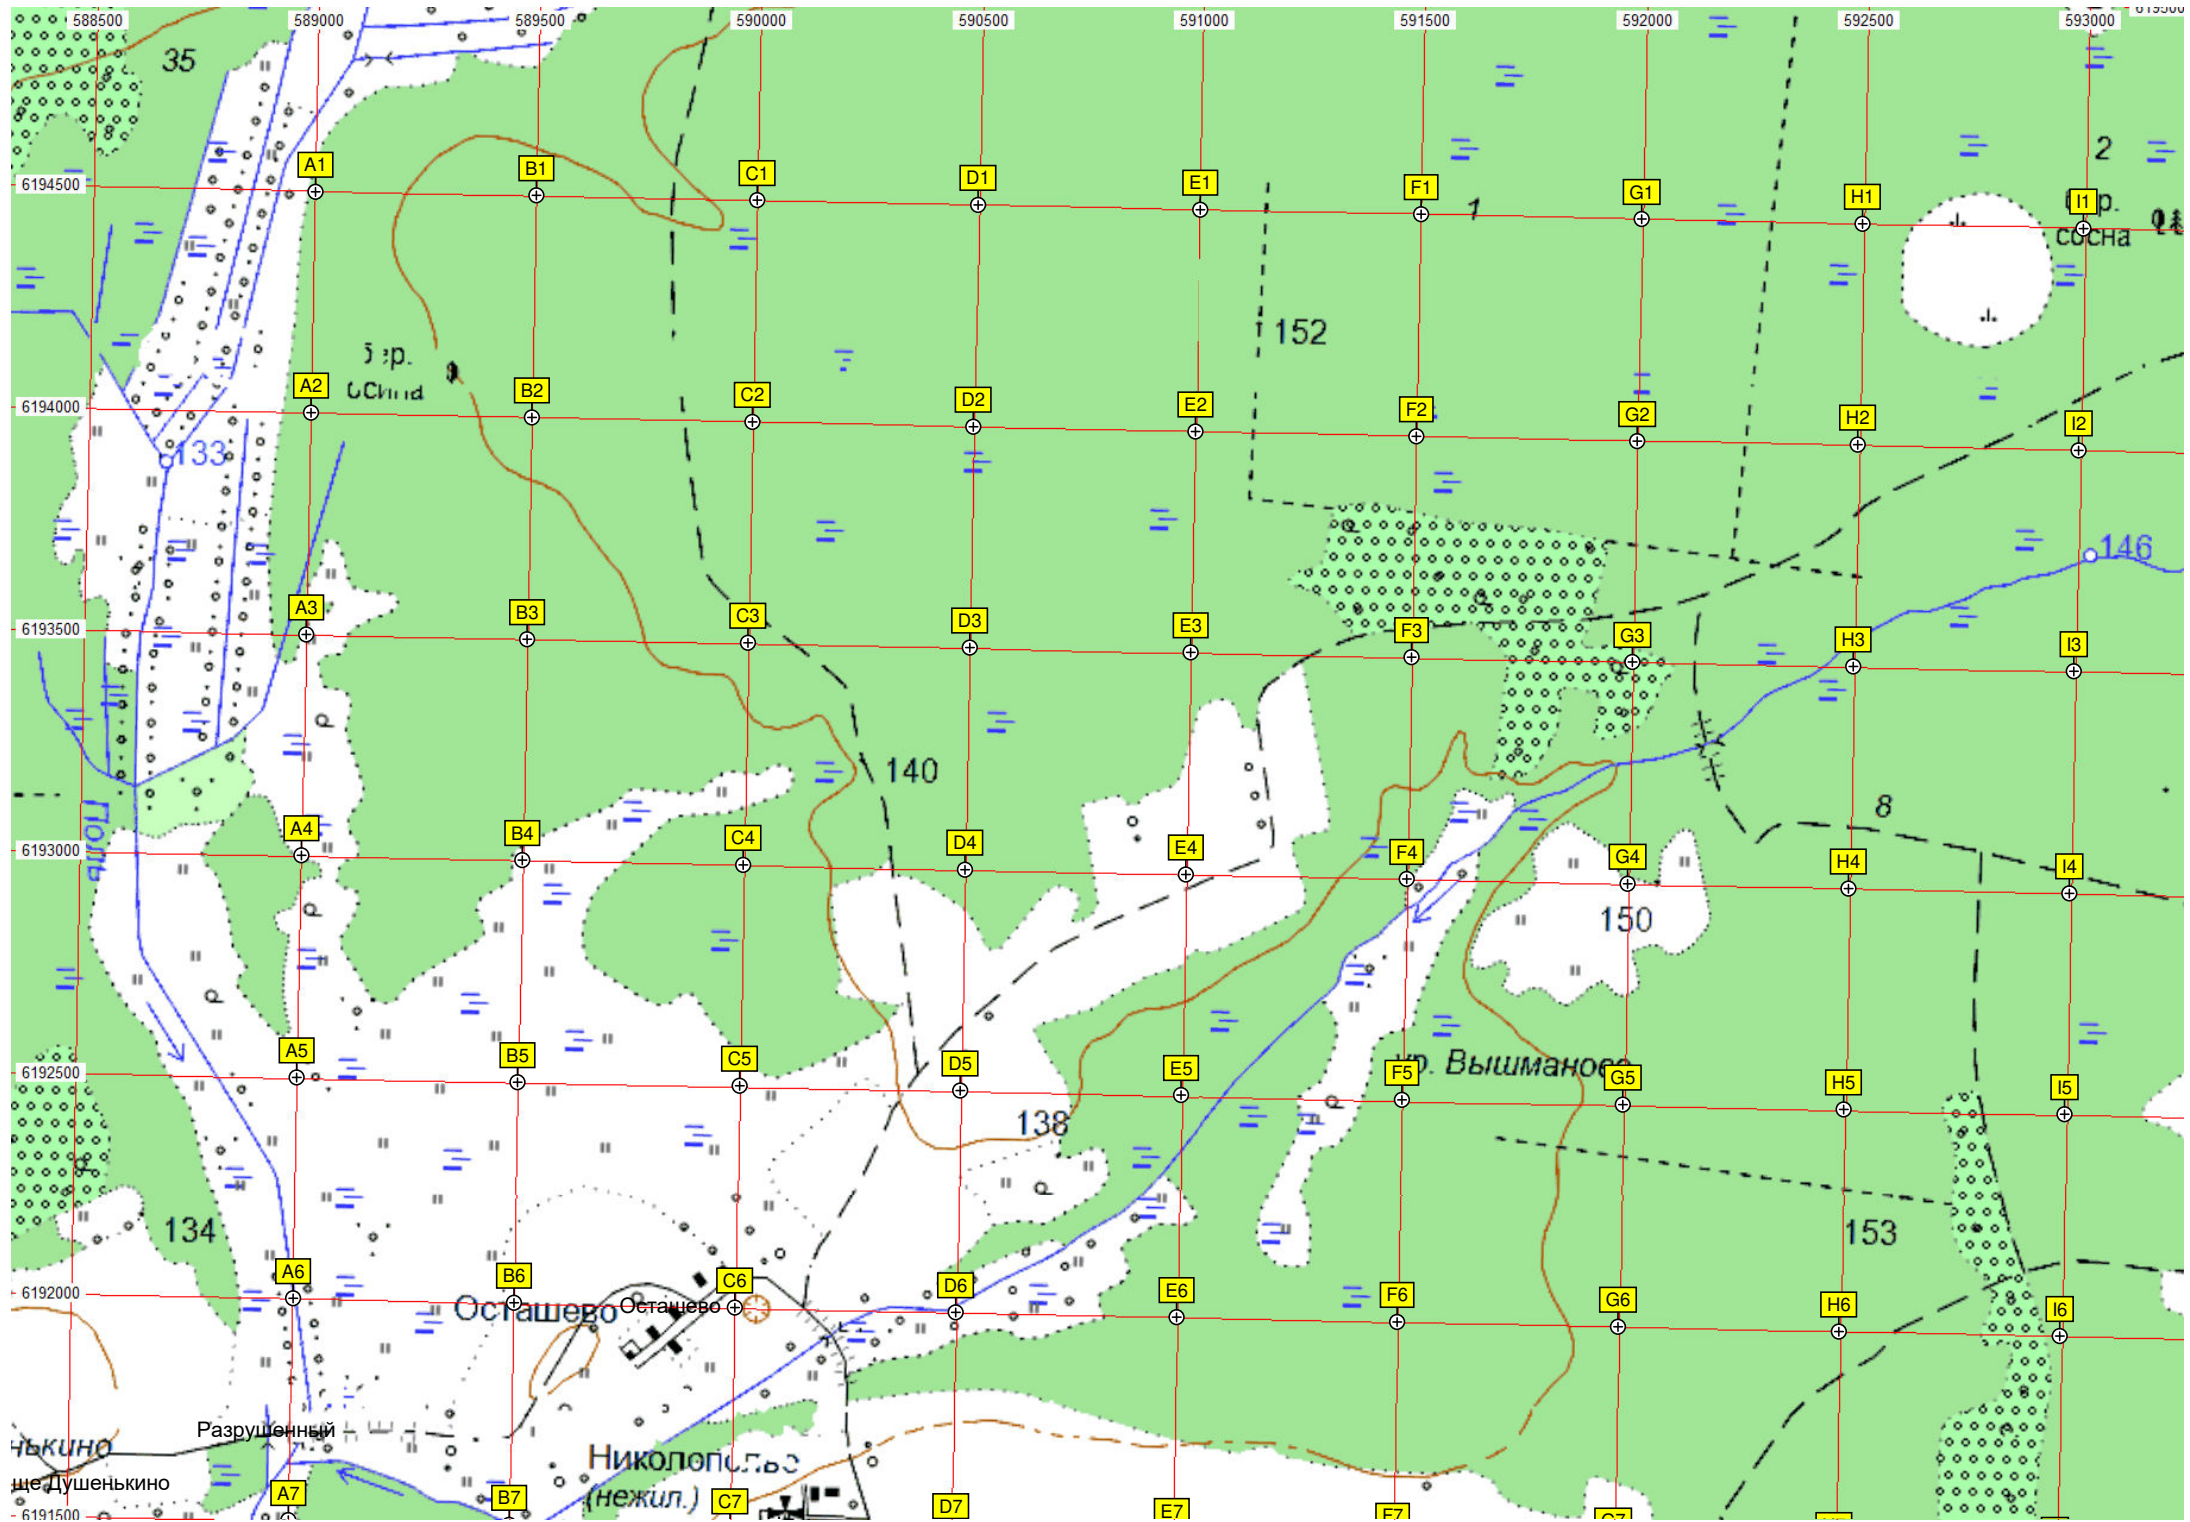 588500 589000 589500 590000 590500 591000 591500 592000 592500 593000
35
2
6194500
A1 B1 C1 D1 E1 F1 G1 H1 I1
1
сосна
152
6194000
A2 B2 C2 D2 E2 F2 G2 H2 I2
133
146
6193500
A3 B3 C3 D3 E3 F3 G3 H3 I3
140
8
Поль
6193000
A4 B4 C4 D4 E4 F4 G4 H4 I4
150
6192500
A5 B5 C5 D5 E5 F5 G5 H5 I5
ур. Вышманово
138
134
153
6192000
A6 B6 C6 D6 E6 F6 G6 H6 I6
Осташево
Осташево
Разрушенный
нькино
Николополье
(нежил.)
ще Душенькино
6191500
A7 B7 C7 D7 E7 F7 G7